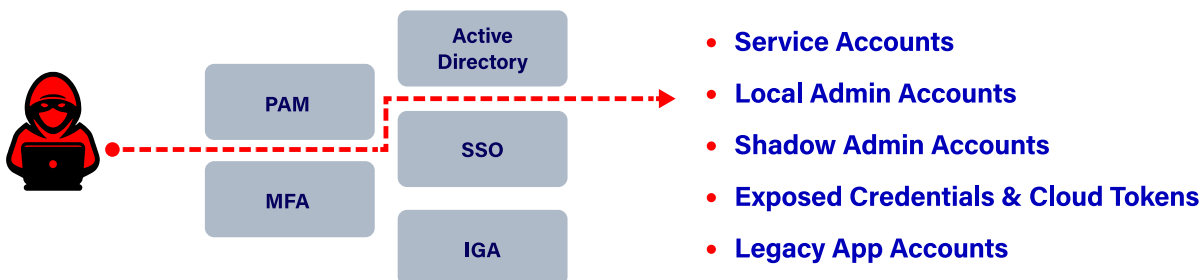 PAM
MFA
Active
Directory
SSO
IGA
Service Accounts
Local Admin Accounts
Shadow Admin Accounts
Exposed Credentials & Cloud Tokens
Legacy App Accounts